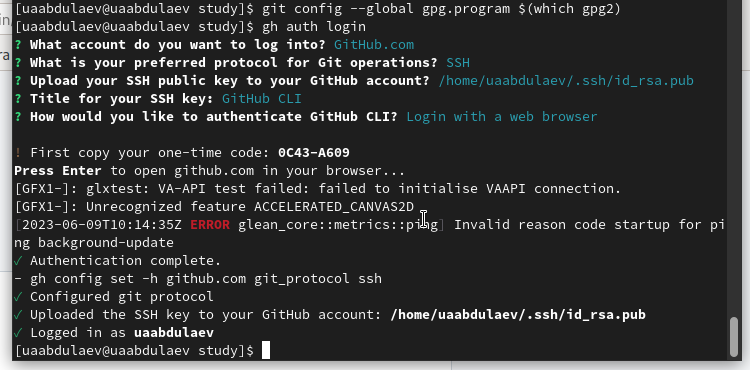 [uaabdulaev@uaabdulaev study]$ git config --global gpg.program $(which gpg2)
[uaabdulaev@uaabdulaev study]$ gh auth login
? What account do you want to log into? GitHub.com
? What is your preferred protocol for Git operations? SSH
? Upload your SSH public key to your GitHub account? /home/uaabdulaev/.ssh/id_rsa.pub
? Title for your SSH key: GitHub CLI
? How would you like to authenticate GitHub CLI? Login with a web browser
! First copy your one-time code: 0C43-A609
Press Enter to open github.com in your browser...
[GFX1-]: glxtest: VA-API test failed: failed to initialise VAAPI connection.
[GFX1-]: Unrecognized feature ACCELERATED_CANVAS2D
[2023-06-09T10:14:35Z ERROR glean_core::metrics::ping] Invalid reason code startup for pi
ng background-update
✓ Authentication complete.
- gh config set -h github.com git_protocol ssh
✓ Configured git protocol
✓ Uploaded the SSH key to your GitHub account: /home/uaabdulaev/.ssh/id_rsa.pub
✓ Logged in as uaabdulaev
[uaabdulaev@uaabdulaev study]$